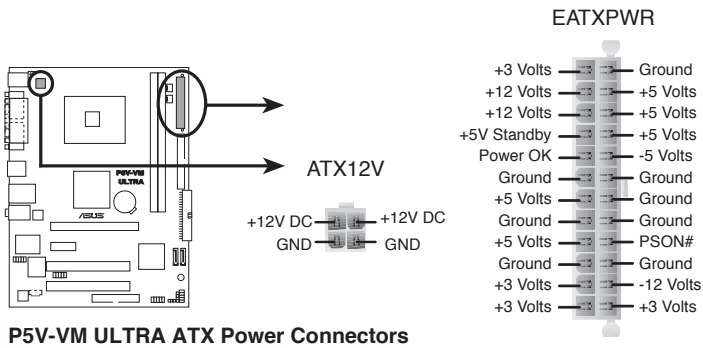 EATXPWR
+3 Volts Ground
+12 Volts +5 Volts
+12 Volts +5 Volts
+5V Standby +5 Volts
Power OK -5 Volts
Ground Ground
+5 Volts Ground
Ground Ground
+5 Volts PSON#
Ground Ground
+3 Volts -12 Volts
+3 Volts +3 Volts
ATX12V
+12V DC +12V DC
GND GND
P5V-VM
ULTRA
ASUS
P5V-VM ULTRA ATX Power Connectors